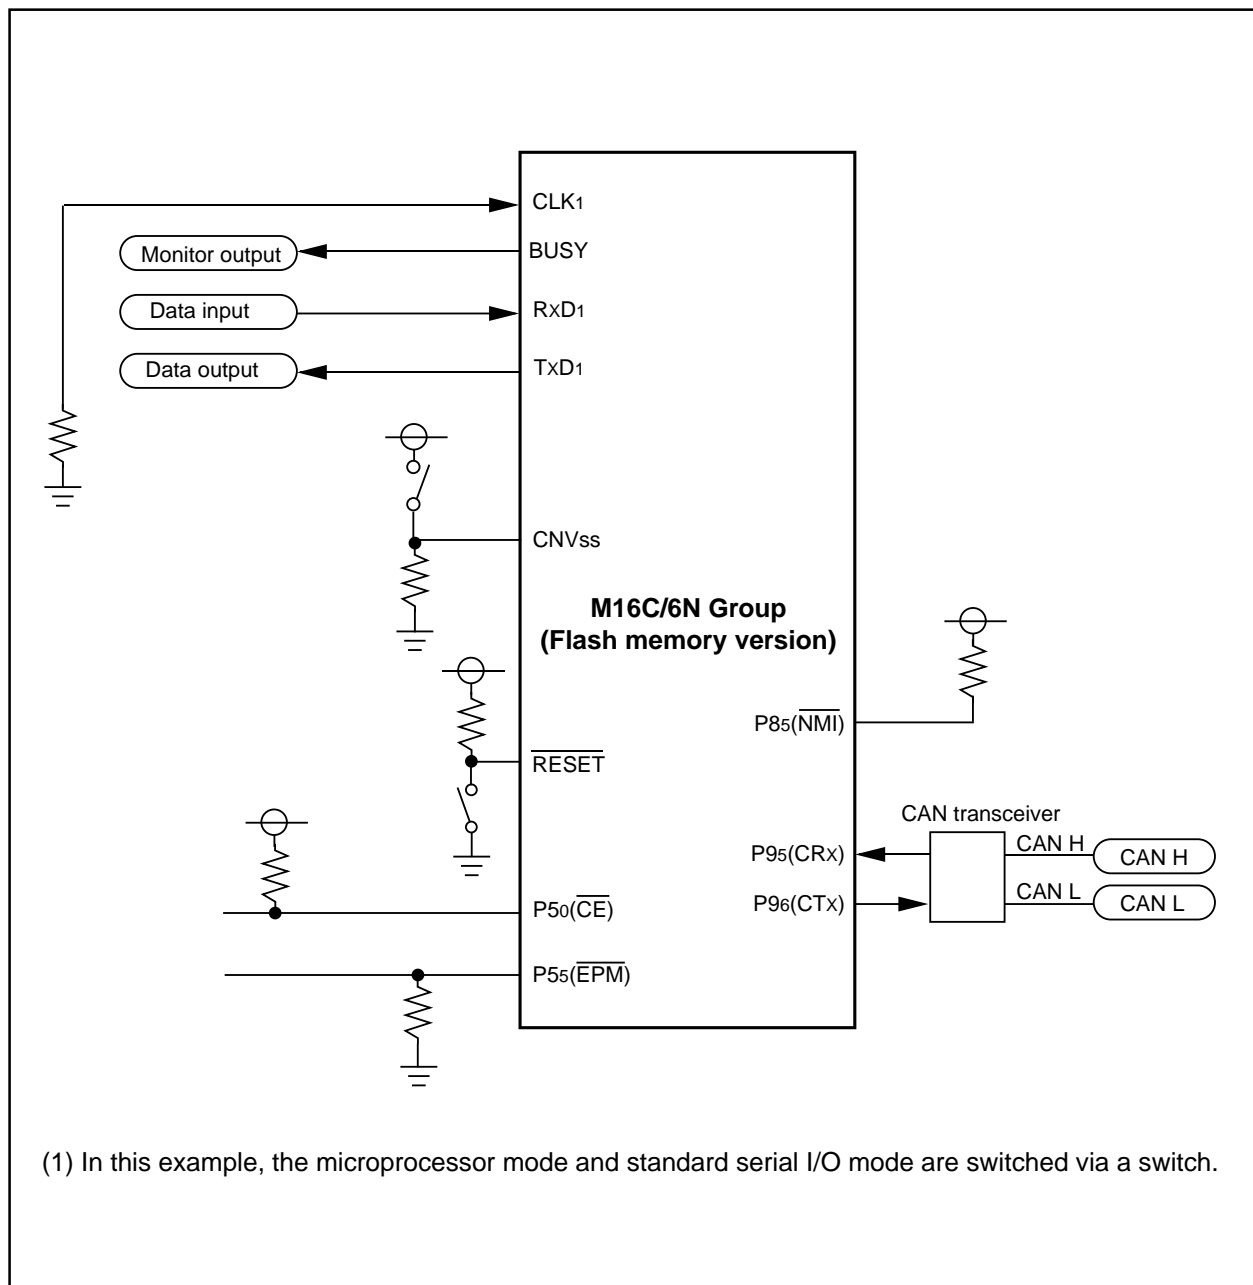 CLK1
BUSY
Monitor output
Data input
RXD1
Data output
TXD1
CNVss
M16C/6N Group
(Flash memory version)
P85(NMI)
RESET
CAN transceiver
P95(CRX)
CAN H
CAN H
P50(CE)
P96(CTX)
CAN L
CAN L
P55(EPM)
(1) In this example, the microprocessor mode and standard serial I/O mode are switched via a switch.